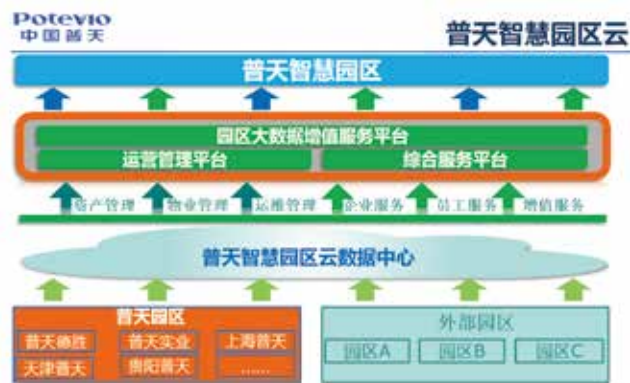 Potevio
中国普天
普天智慧园区云
普天智慧园区
园区大数据增值服务平台
运营管理平台 综合服务平台
资产管理 物业管理 运维管理 企业服务 员工服务 增值服务
普天智慧园区云数据中心
普天园区 外部园区
普天德胜 普天实业 上海普天
园区A 园区B 园区C
天津普天 贵阳普天 ……